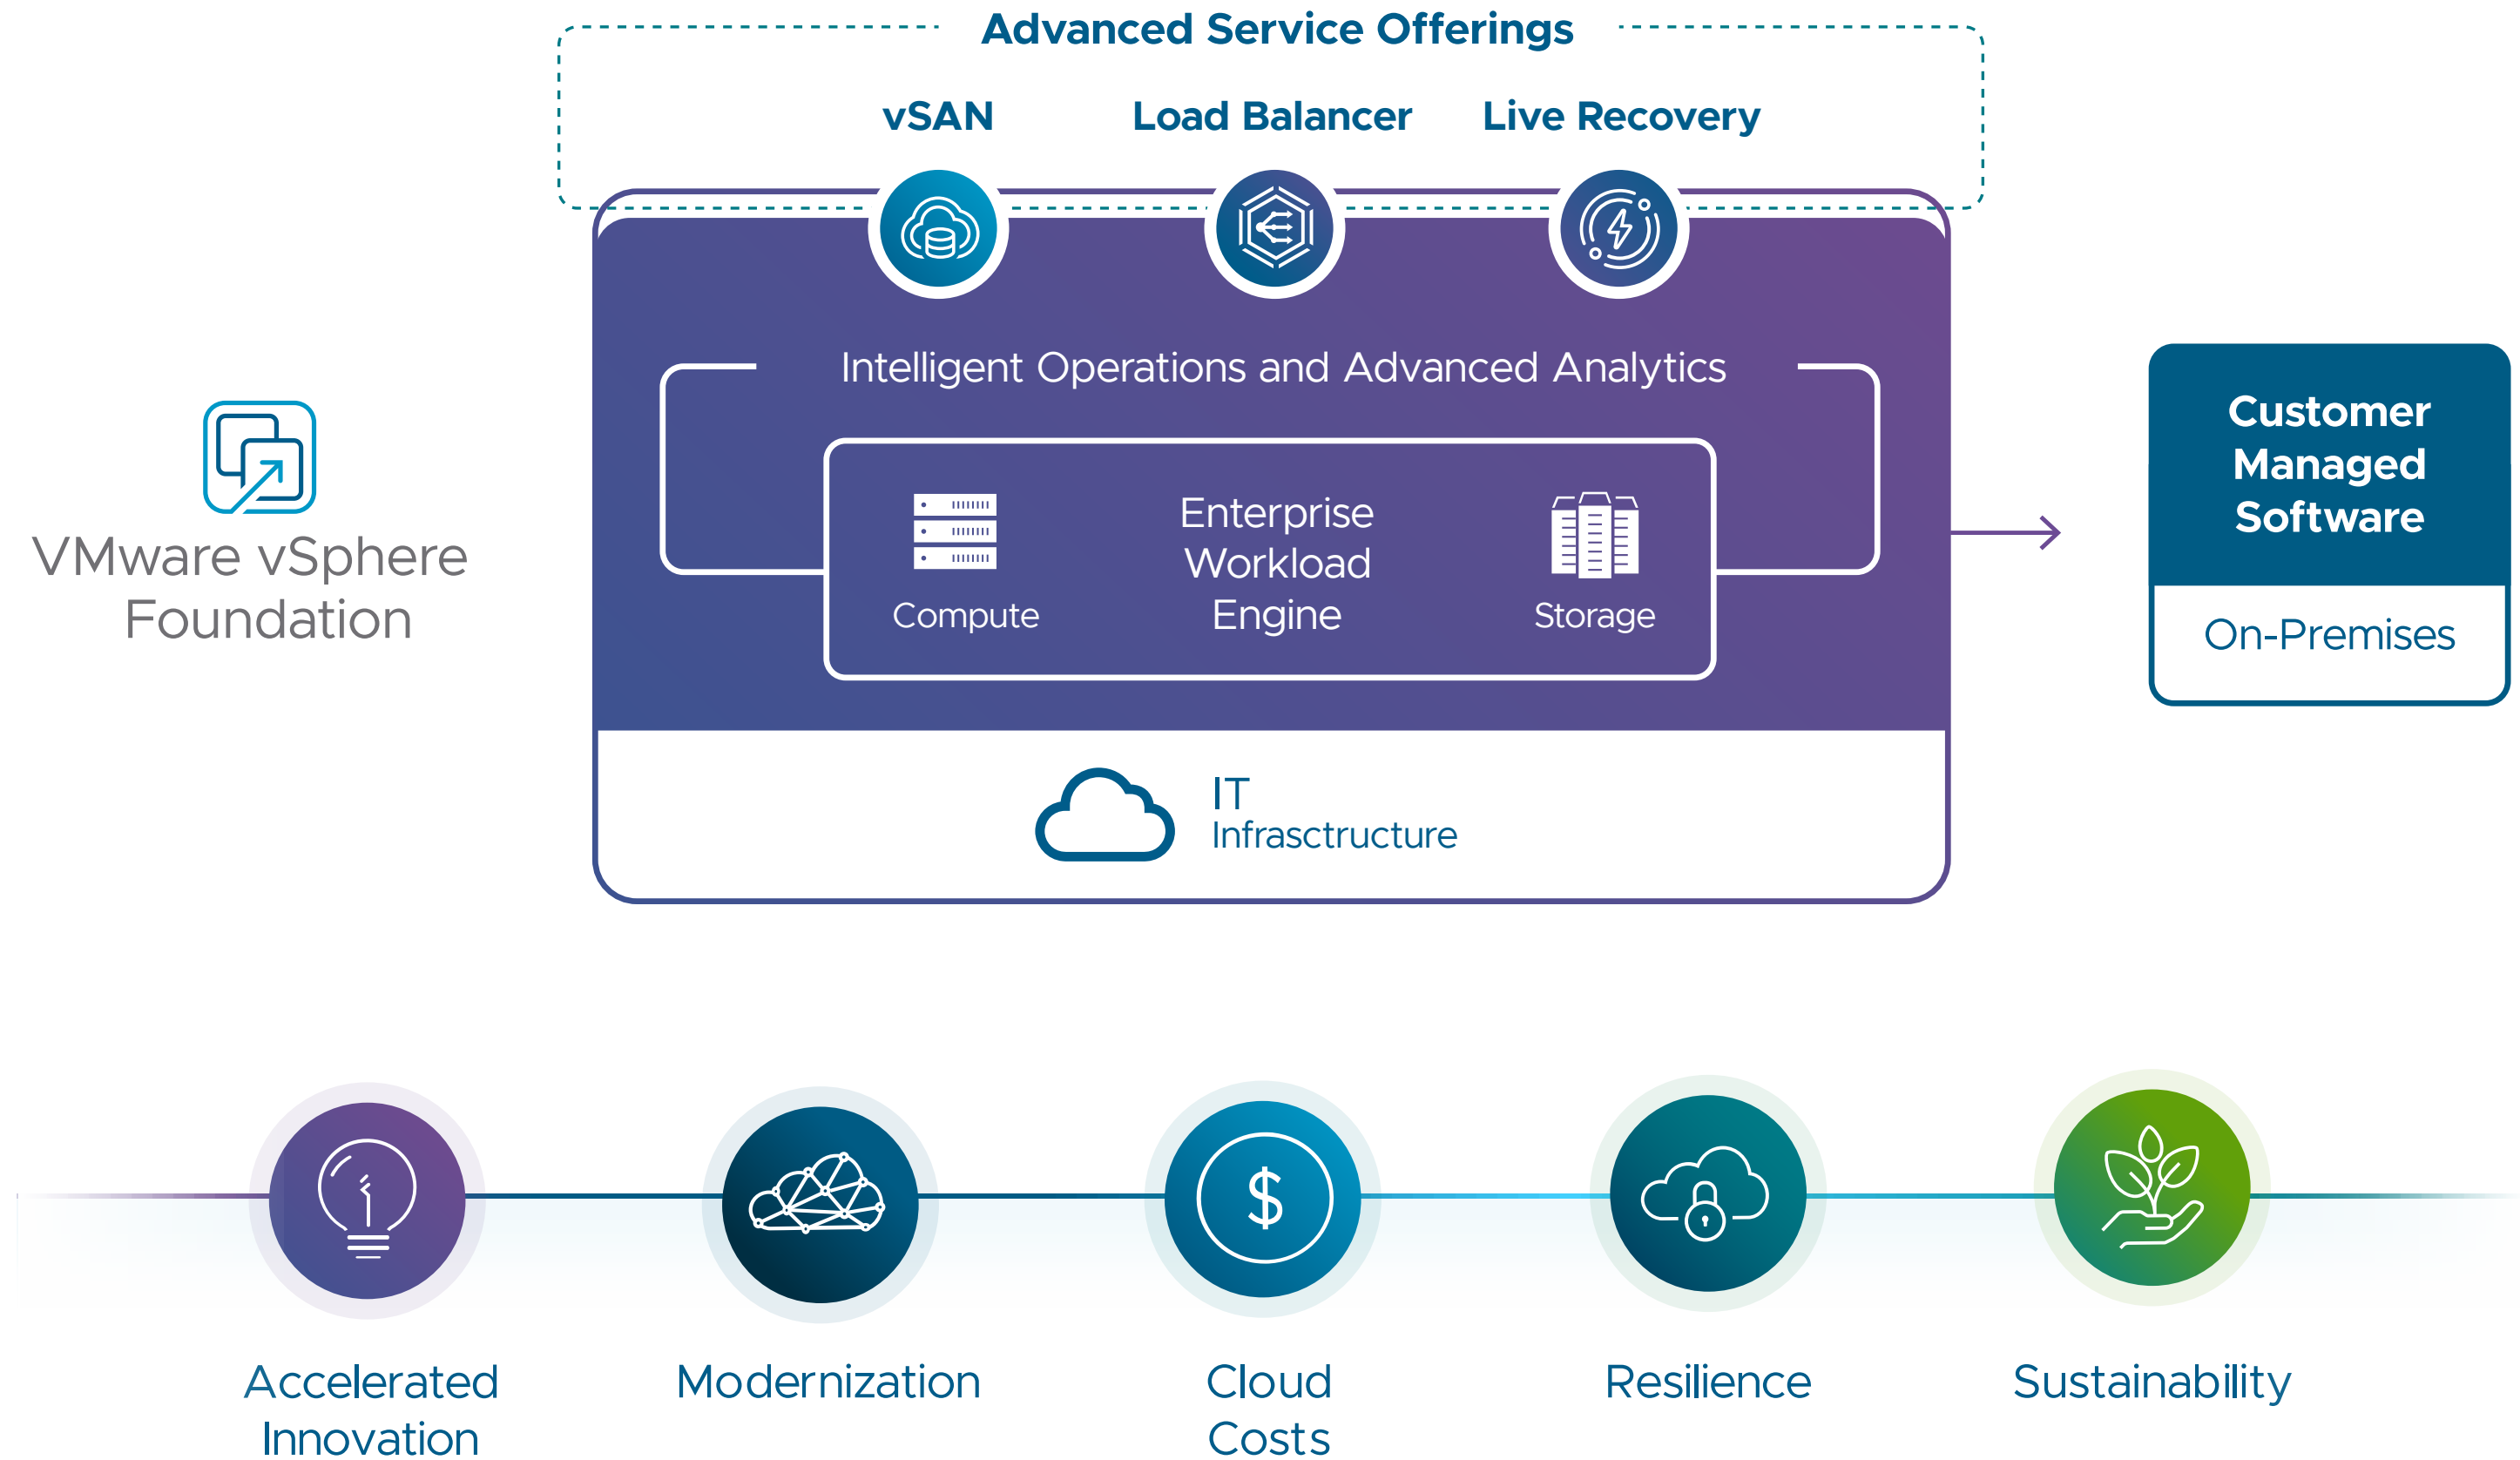 Advanced Service Offerings
vSAN
Load Balancer
Live Recovery
VMware vSphere
Foundation
Intelligent Operations and Advanced Analytics
Compute
Enterprise
Workload
Engine
Storage
IT
Infrasctructure
Customer
Managed
Software
On-Premises
$
Accelerated
Innovation
Modernization
Cloud
Costs
Resilience
Sustainability